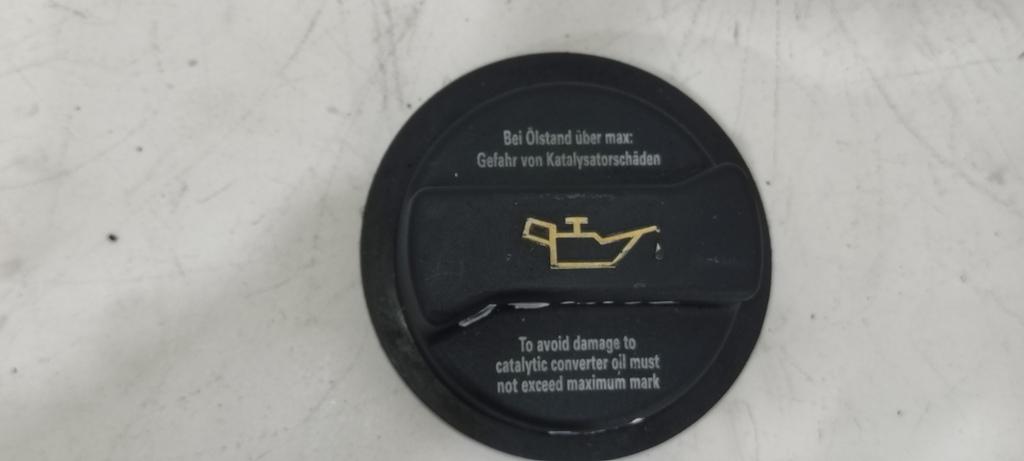 Bei Ölstand über max:
Gefahr von Katalysatorschäden
To avoid damage to
catalytic converter oil must
not exceed maximum mark